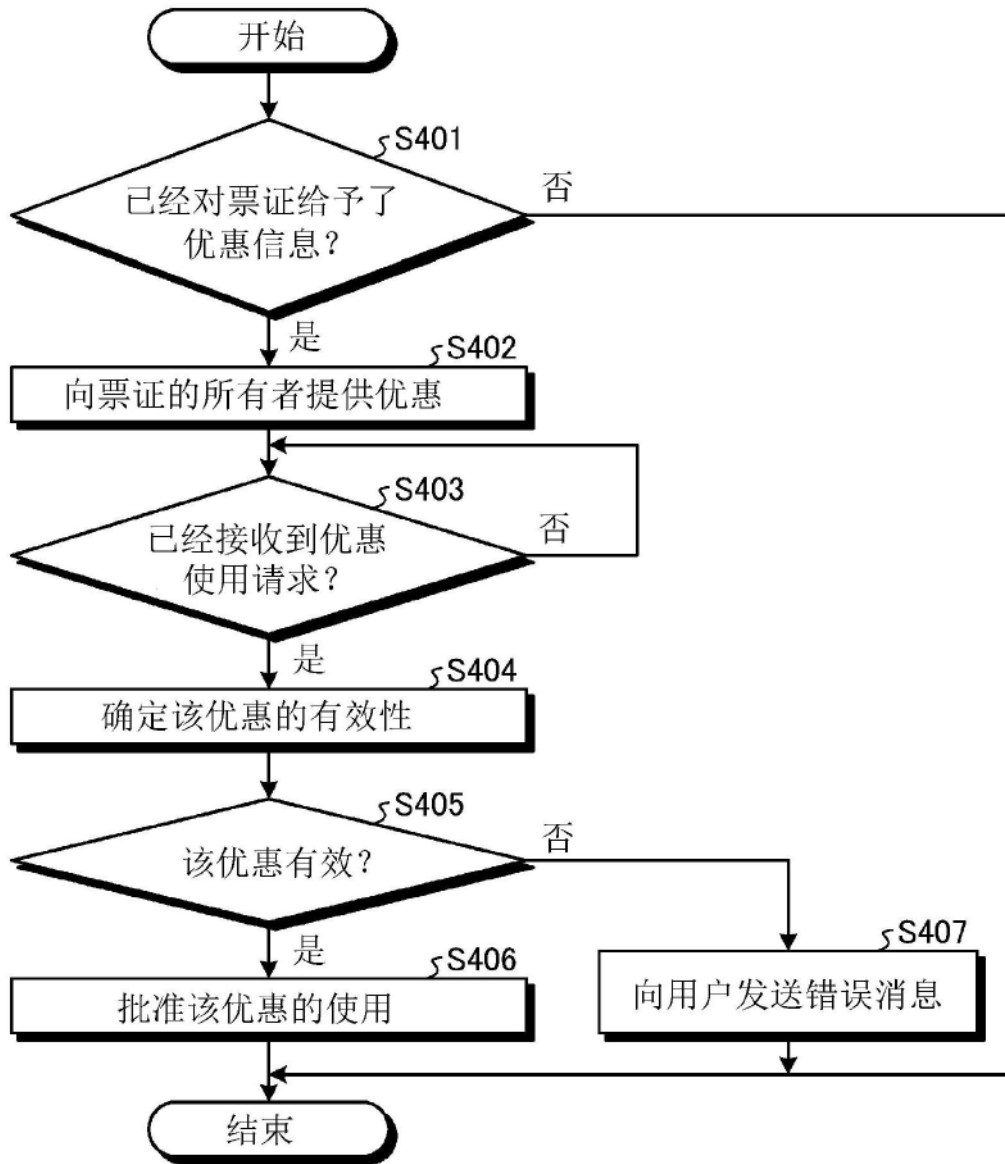 开始
S401
已经对票证给予了
优惠信息?
否
是
S402
向票证的所有者提供优惠
S403
已经接收到优惠
使用请求?
否
是
S404
确定该优惠的有效性
S405
该优惠有效?
否
是
S406
批准该优惠的使用
S407
向用户发送错误消息
结束